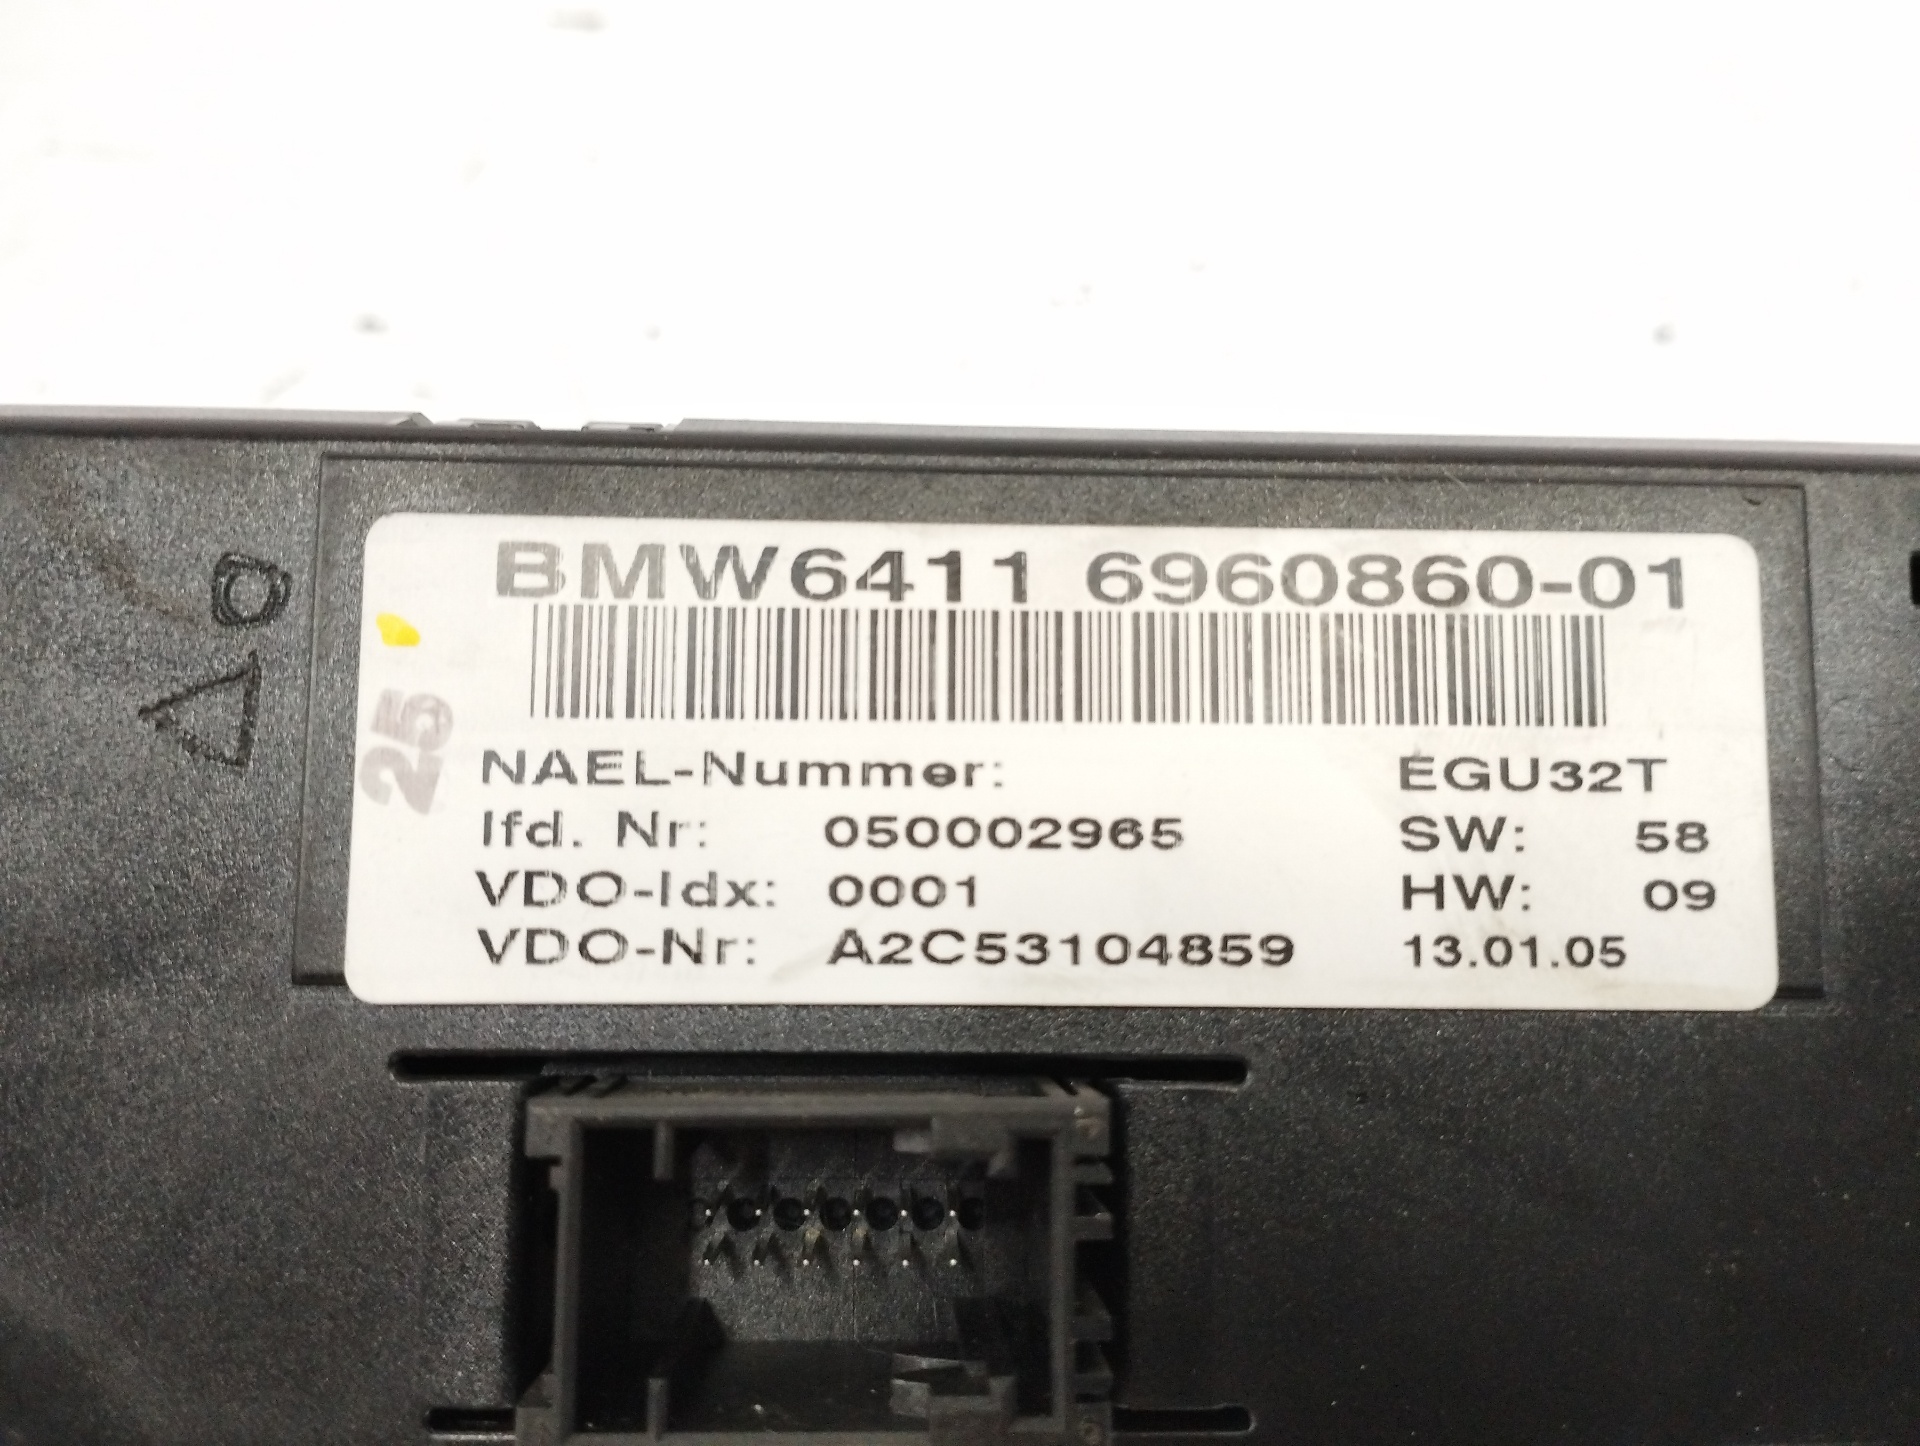 BMW6411 6960860-01
25
NAEL-Nummer: EGU32T
lfd. Nr: 050002965 SW: 58
VDO-Idx: 0001 HW: 09
VDO-Nr: A2C53104859 13.01.05